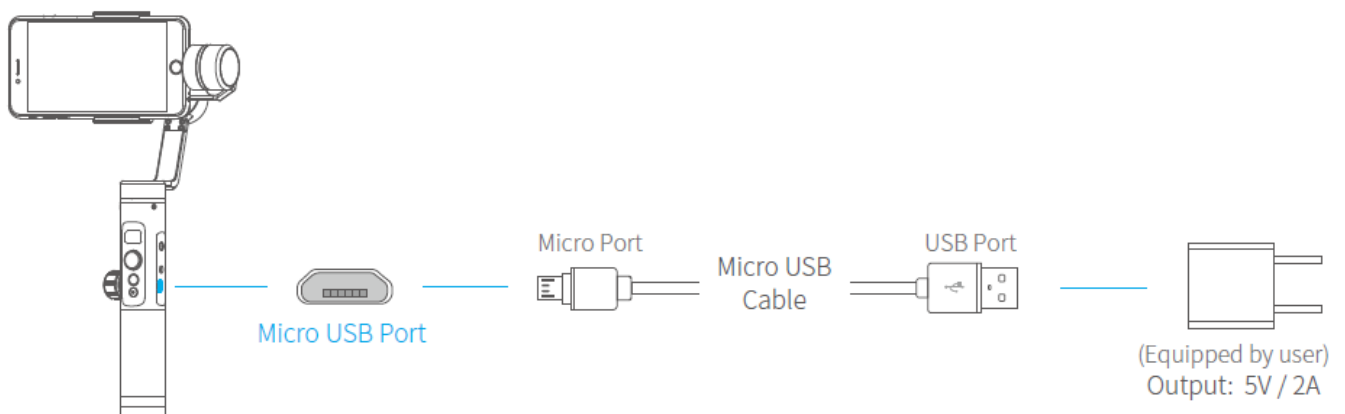 Micro USB Port
Micro Port
Micro USB
Cable
USB Port
(Equipped by user)
Output: 5V / 2A